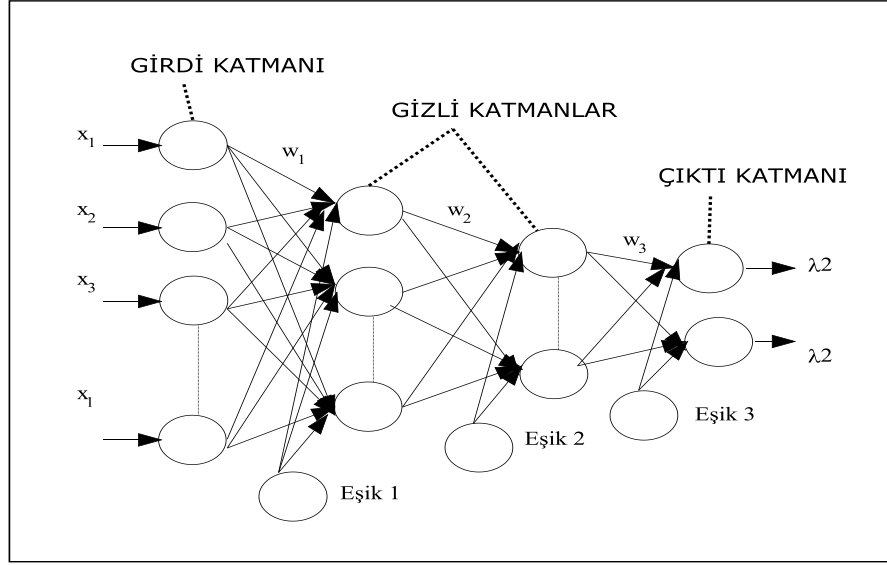 GİRDİ KATMANI
GİZLİ KATMANLAR
ÇIKTI KATMANI
x1
w1
x2
w2
w3
x3
λ2
λ2
xl
Eşik 1
Eşik 2
Eşik 3